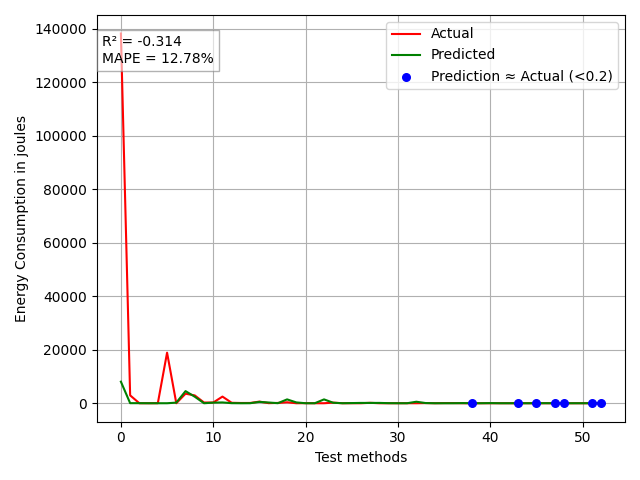 R² = -0.314
MAPE = 12.78%
Actual
Predicted
Prediction ≈ Actual (<0.2)
140000
120000
100000
80000
60000
40000
20000
0
Energy Consumption in joules
0 10 20 30 40 50
Test methods